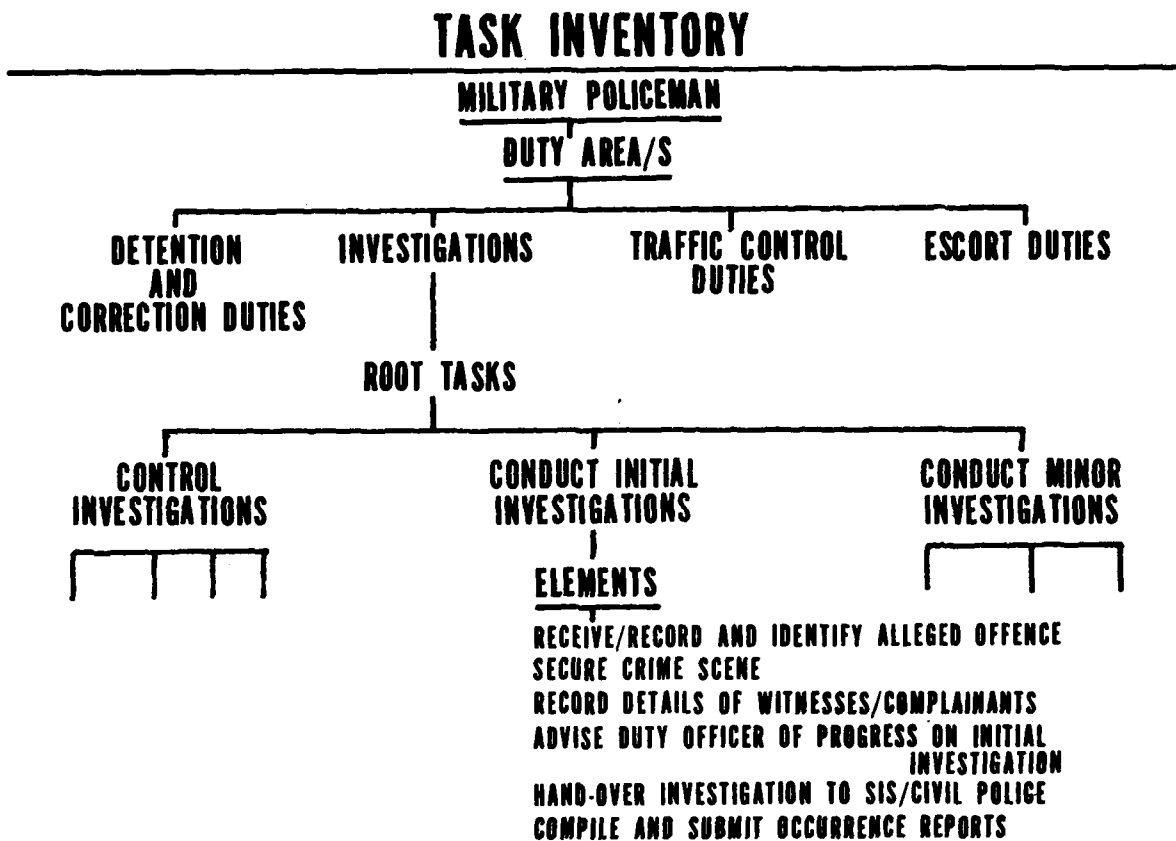 TASK INVENTORY
MILITARY POLICEMAN
DUTY AREA/S
DETENTION
AND
CORRECTION DUTIES
INVESTIGATIONS
TRAFFIC CONTROL
DUTIES
ESCORT DUTIES
ROOT TASKS
CONTROL
INVESTIGATIONS
CONDUCT INITIAL
INVESTIGATIONS
CONDUCT MINOR
INVESTIGATIONS
ELEMENTS
RECEIVE/RECORD AND IDENTIFY ALLEGED OFFENCE
SECURE CRIME SCENE
RECORD DETAILS OF WITNESSES/COMPLAINANTS
ADVISE DUTY OFFICER OF PROGRESS ON INITIAL
INVESTIGATION
HAND-OVER INVESTIGATION TO SIS/CIVIL POLICE
COMPILE AND SUBMIT OCCURRENCE REPORTS